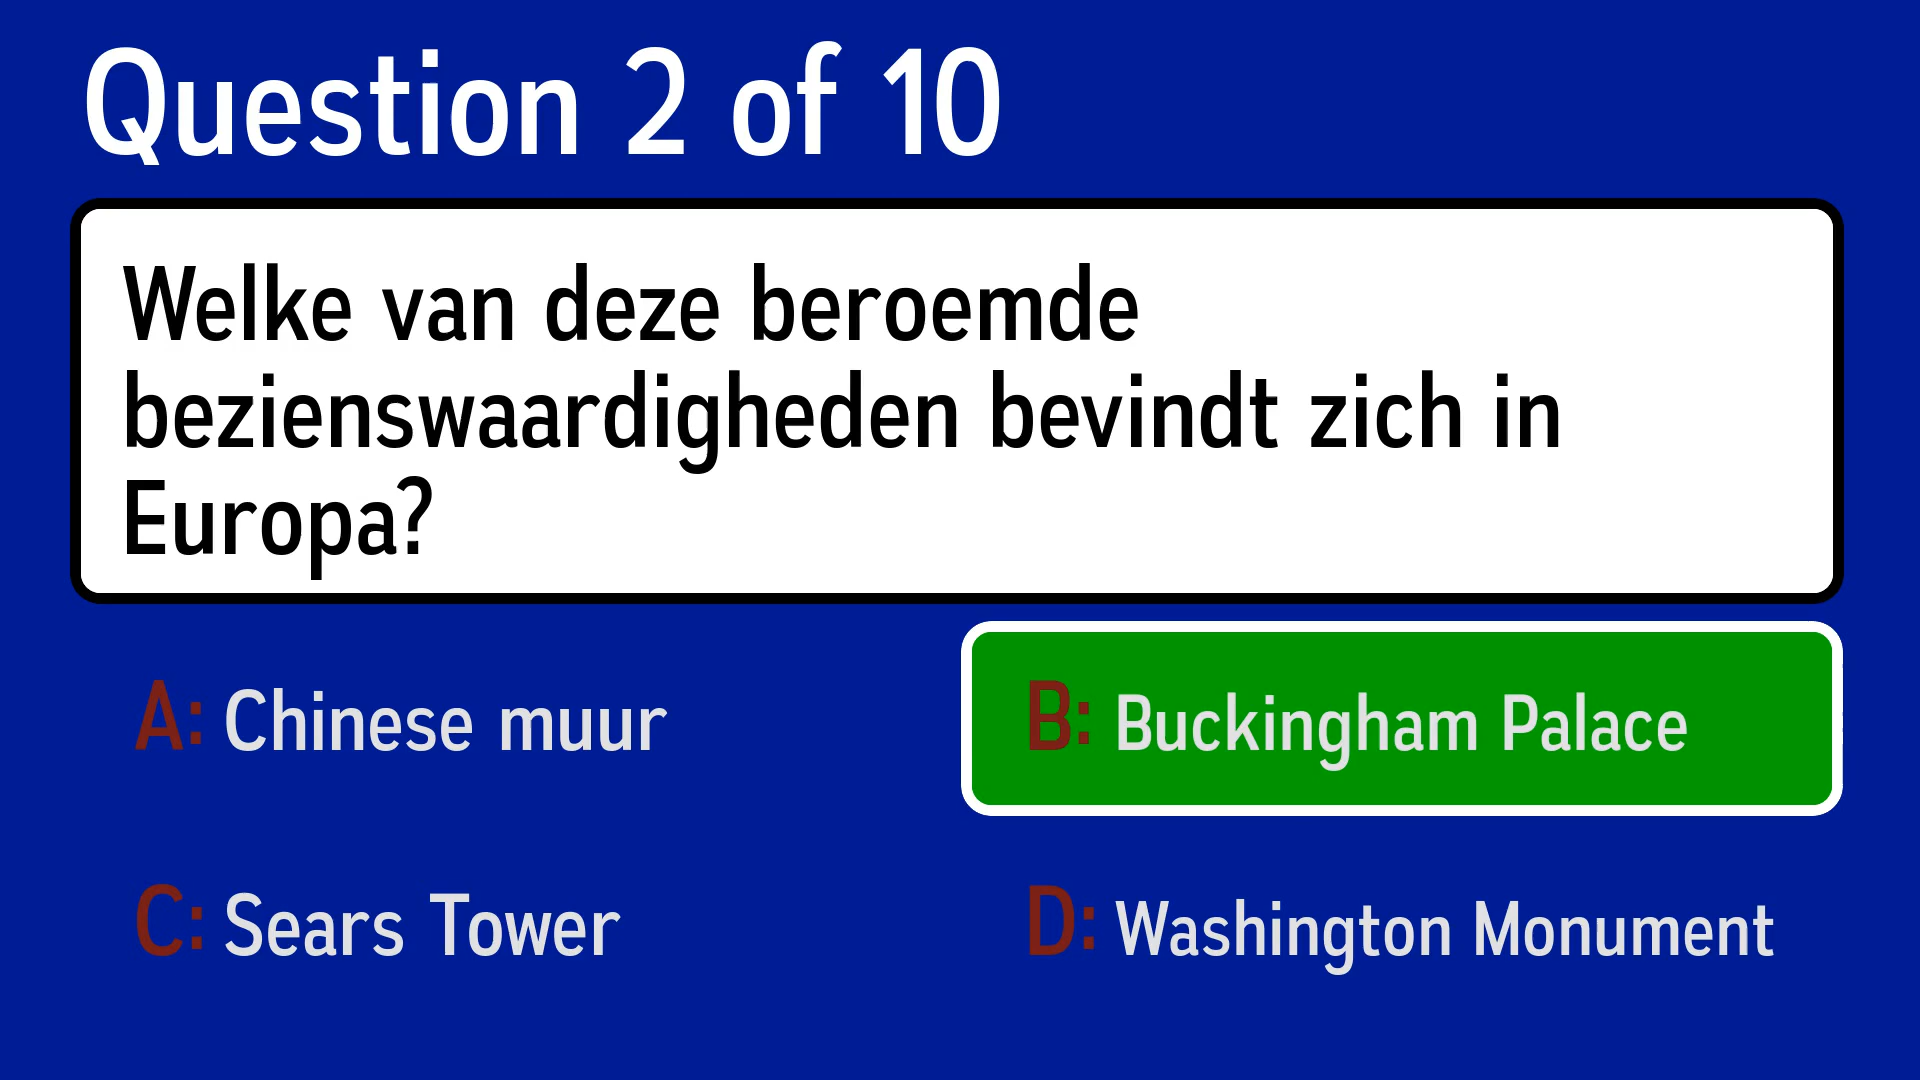 Question 2 of 10
Welke van deze beroemde
bezienswaardigheden bevindt zich in
Europa?
A: Chinese muur
B: Buckingham Palace
C: Sears Tower
D: Washington Monument